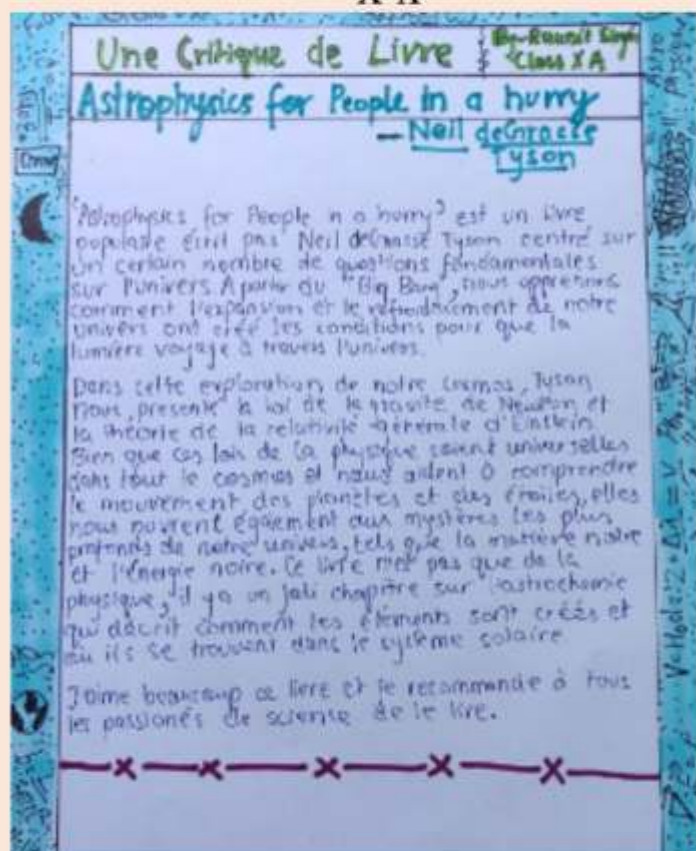 X-X
Une Critique de Livre
By-Raunit Singh
Class X A
Astrophysics for People in a hurry
— Neil deGrasse
Tyson
"Astrophysics for People in a hurry" est un livre
populaire écrit pas Neil deGrasse Tyson centré sur
un certain nombre de questions fondamentales
sur l'univers. A partir du "Big Bang", nous apprenons
comment l'expansion et le refroidissement de notre
univers ont créé les conditions pour que la
lumière voyage à travers l'univers.
Dans cette exploration de notre cosmos, Tyson
nous présente la loi de la gravité de Newton et
la théorie de la relativité générale d'Einstein
Bien que ces lois de la physique soient universelles
dans tout le cosmos et nous aident à comprendre
le mouvement des planètes et des étoiles, elles
nous ouvrent également aux mystères les plus
profonds de notre univers, tels que la matière noire
et l'énergie noire. Ce livre n'est pas que de la
physique, il ya un joli chapitre sur l'astrochemie
qui décrit comment les éléments sont créés et
où ils se trouvent dans le système solaire
J'aime beaucoup ce livre et le recommande à tous
les passionés de science de le lire.